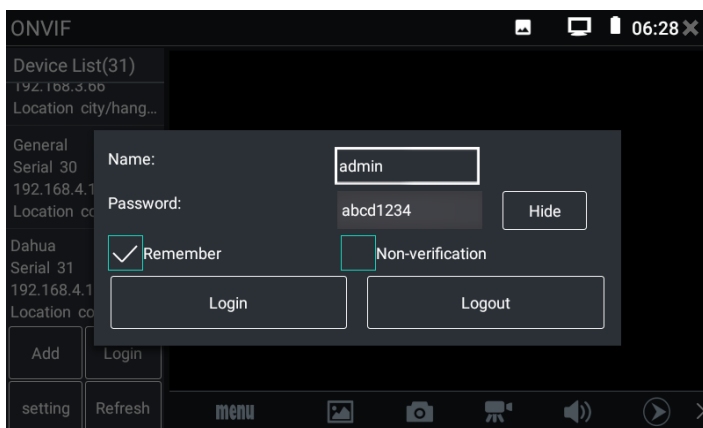 ONVIF
06:28
Device List(31)
192.168.3.66
Location city/hang...
General
Serial 30
192.168.4.1
Location co
Dahua
Serial 31
192.168.4.1
Location co
Add Login
setting Refresh
Name: admin
Password: abcd1234 Hide
Remember Non-verification
Login Logout
menu